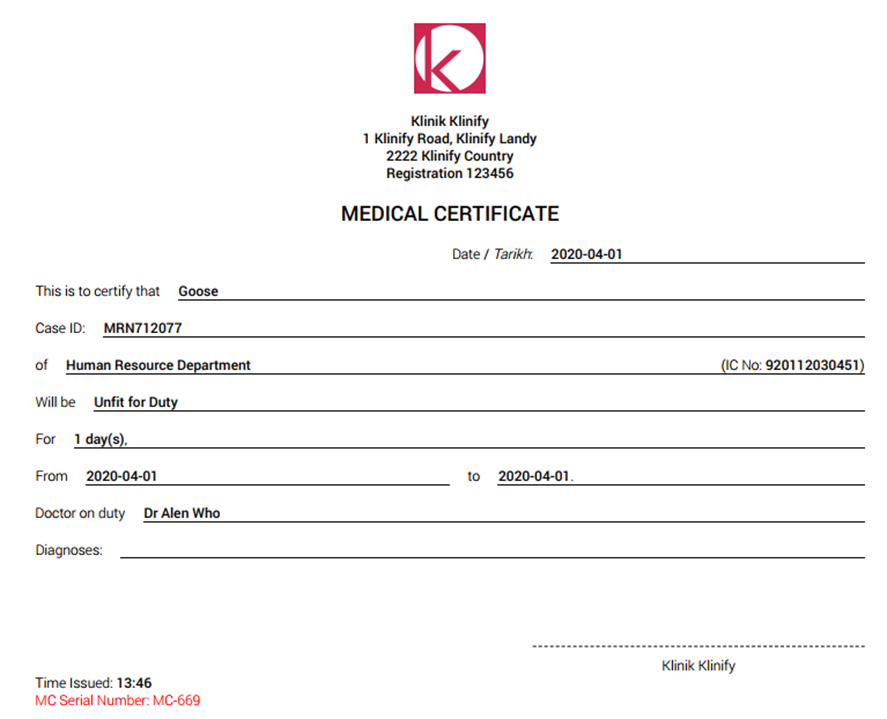 K
Klinik Klinify
1 Klinify Road, Klinify Landy
2222 Klinify Country
Registration 123456
MEDICAL CERTIFICATE
Date / Tarikh: 2020-04-01
This is to certify that Goose
Case ID: MRN712077
of Human Resource Department (IC No: 920112030451)
Will be Unfit for Duty
For 1 day(s),
From 2020-04-01 to 2020-04-01.
Doctor on duty Dr Alen Who
Diagnoses:
Klinik Klinify
Time Issued: 13:46
MC Serial Number: MC-669